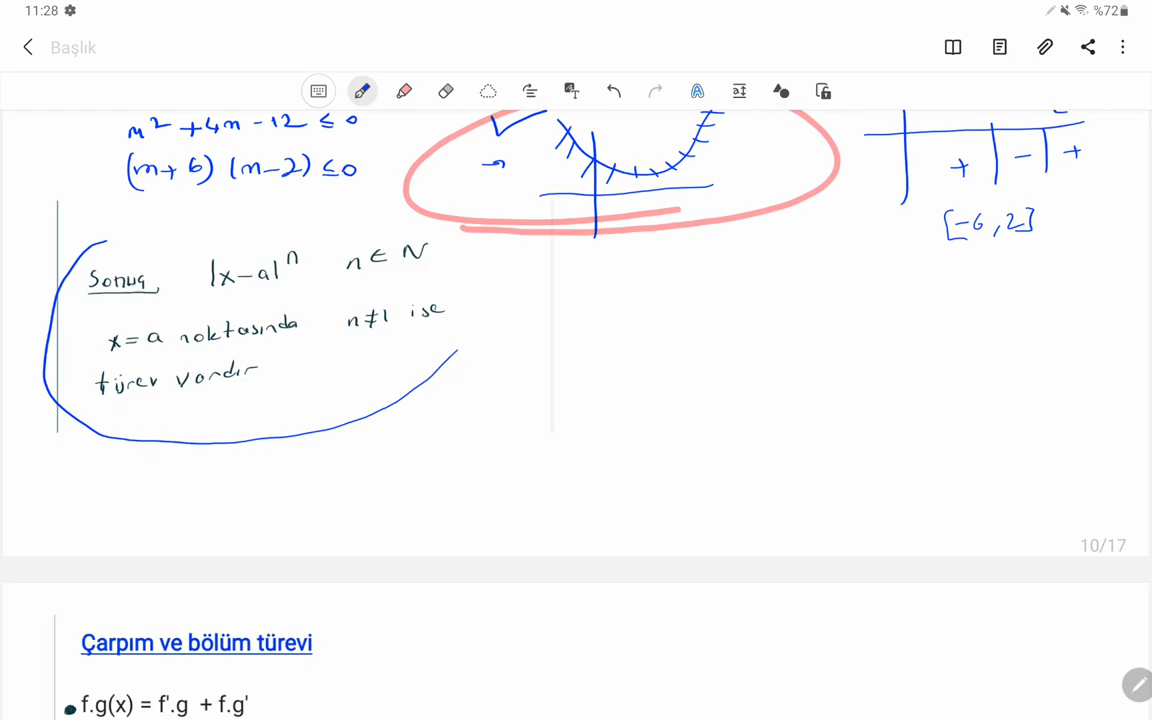 11:28
%72
Başlık
m² + 4m - 12 ≤ 0
(m + 6) (m - 2) ≤ 0
+ - +
[-6, 2]
Sonuç |x - a|ⁿ n ∈ N
x = a noktasında n ≠ 1 ise
türev vardır
10/17
Çarpım ve bölüm türevi
f.g(x) = f'.g + f.g'